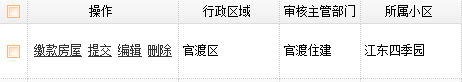 操作 行政区域 审核主管部门 所属小区
缴款房屋 提交 编辑 删除 官渡区 官渡住建 江东四季园